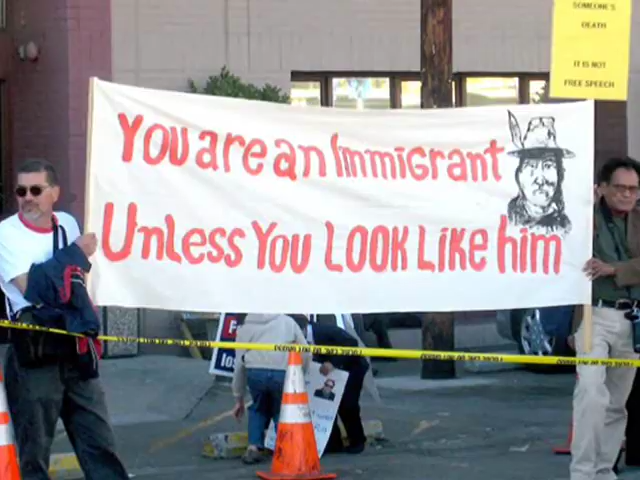 SOMEONE'S
DEATH
IT IS NOT
FREE SPEECH
YOU are an ImmiGrant
Unless You LOOK Like him